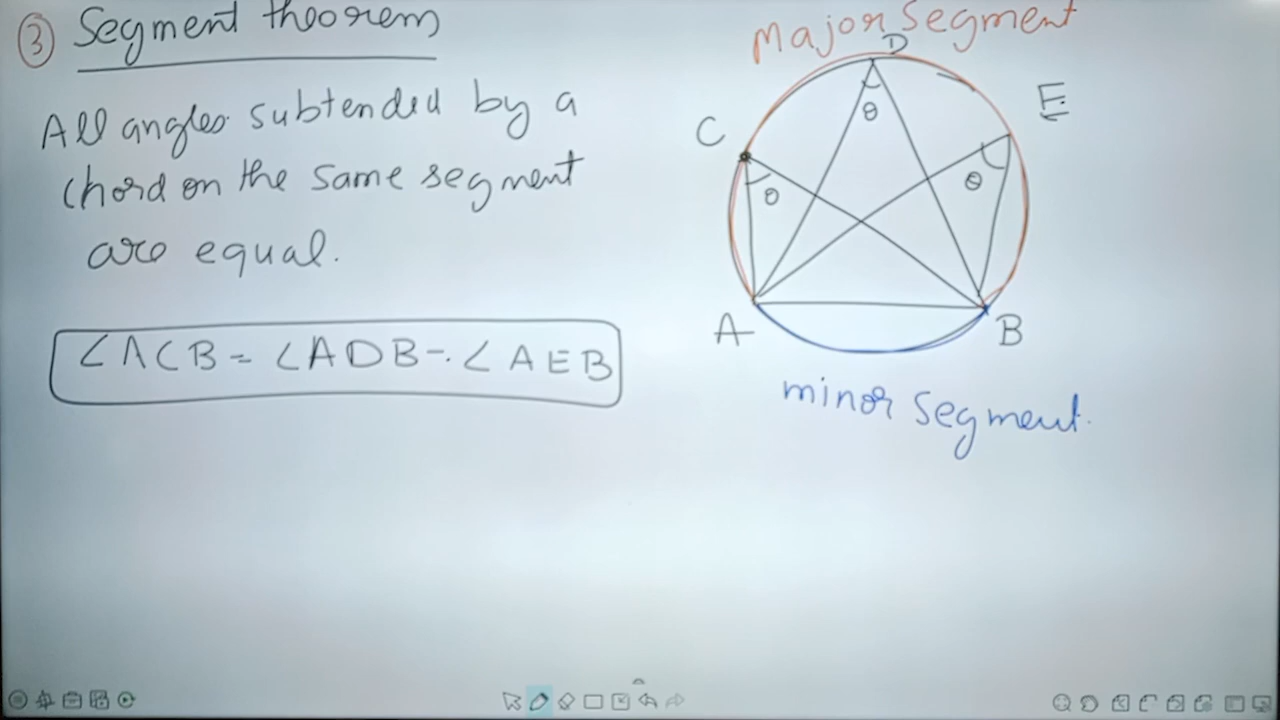 ③ Segment theorem
All angles subtended by a
chord on the same segment
are equal.
∠ACB = ∠ADB = ∠AEB
Major Segment
D
E
C
θ
θ
θ
A
B
minor segment.